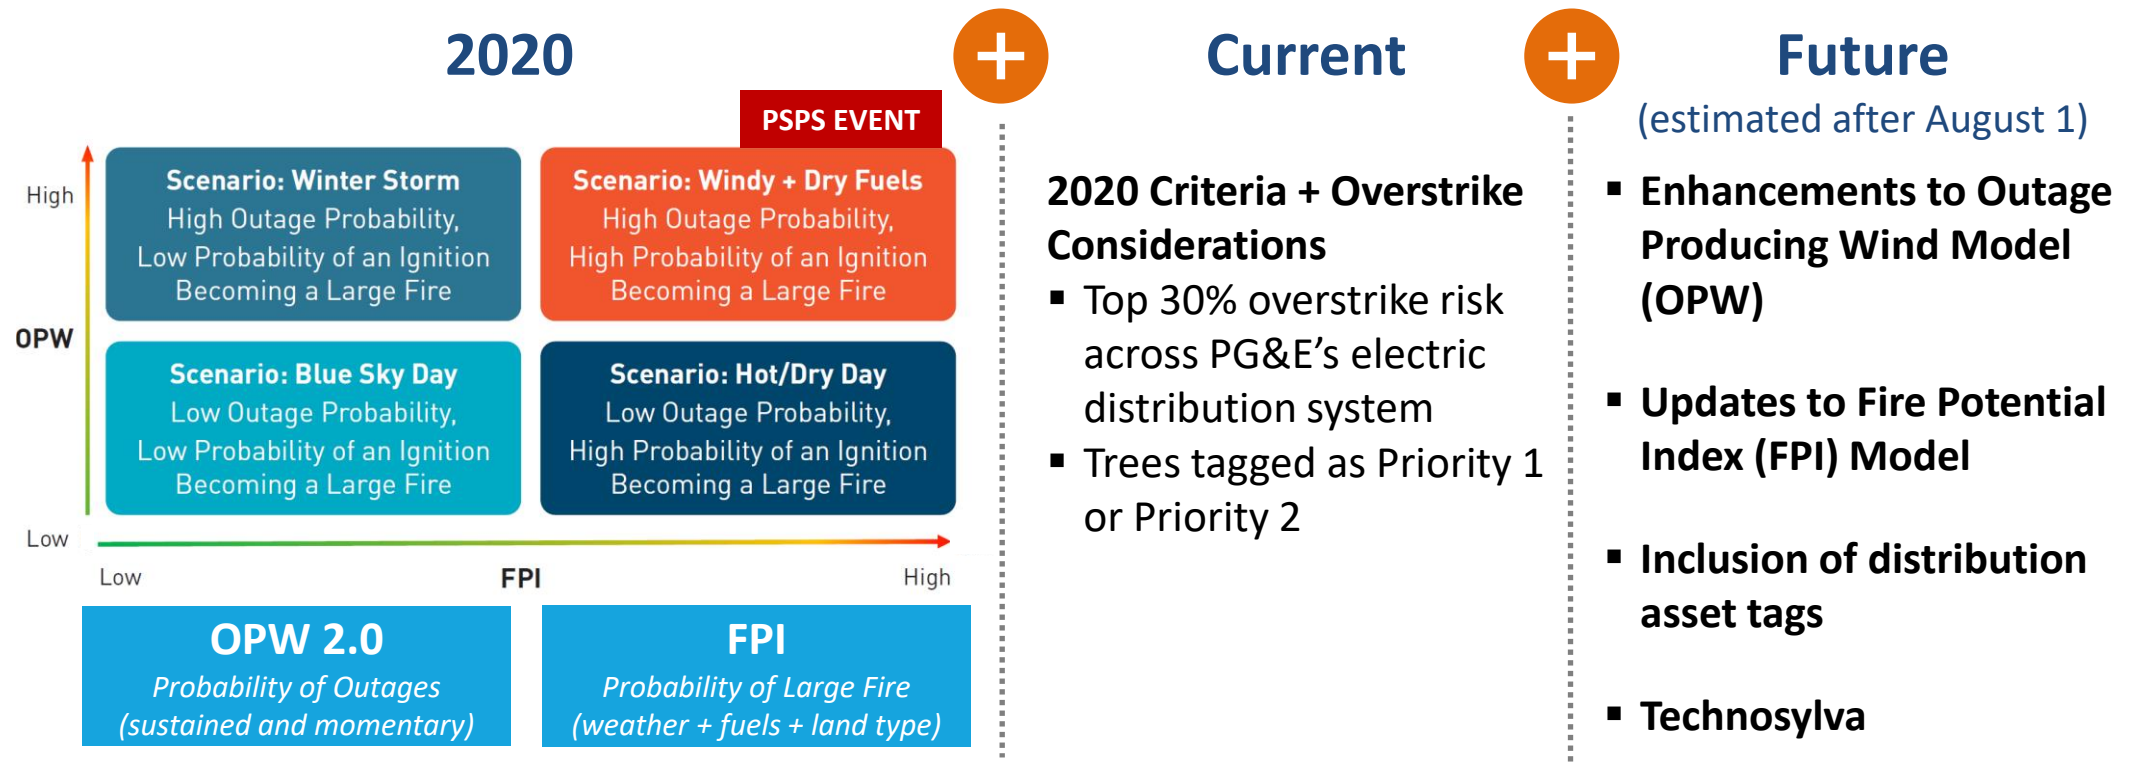 2020
PSPS EVENT
High
OPW
Low
Scenario: Winter Storm
High Outage Probability,
Low Probability of an Ignition
Becoming a Large Fire
Scenario: Windy + Dry Fuels
High Outage Probability,
High Probability of an Ignition
Becoming a Large Fire
Scenario: Blue Sky Day
Low Outage Probability,
Low Probability of an Ignition
Becoming a Large Fire
Scenario: Hot/Dry Day
Low Outage Probability,
High Probability of an Ignition
Becoming a Large Fire
Low
FPI
High
OPW 2.0
Probability of Outages
(sustained and momentary)
FPI
Probability of Large Fire
(weather + fuels + land type)
+
Current
2020 Criteria + Overstrike
Considerations
▪ Top 30% overstrike risk
across PG&E’s electric
distribution system
▪ Trees tagged as Priority 1
or Priority 2
+
Future
(estimated after August 1)
▪ Enhancements to Outage
Producing Wind Model
(OPW)
▪ Updates to Fire Potential
Index (FPI) Model
▪ Inclusion of distribution
asset tags
▪ Technosylva